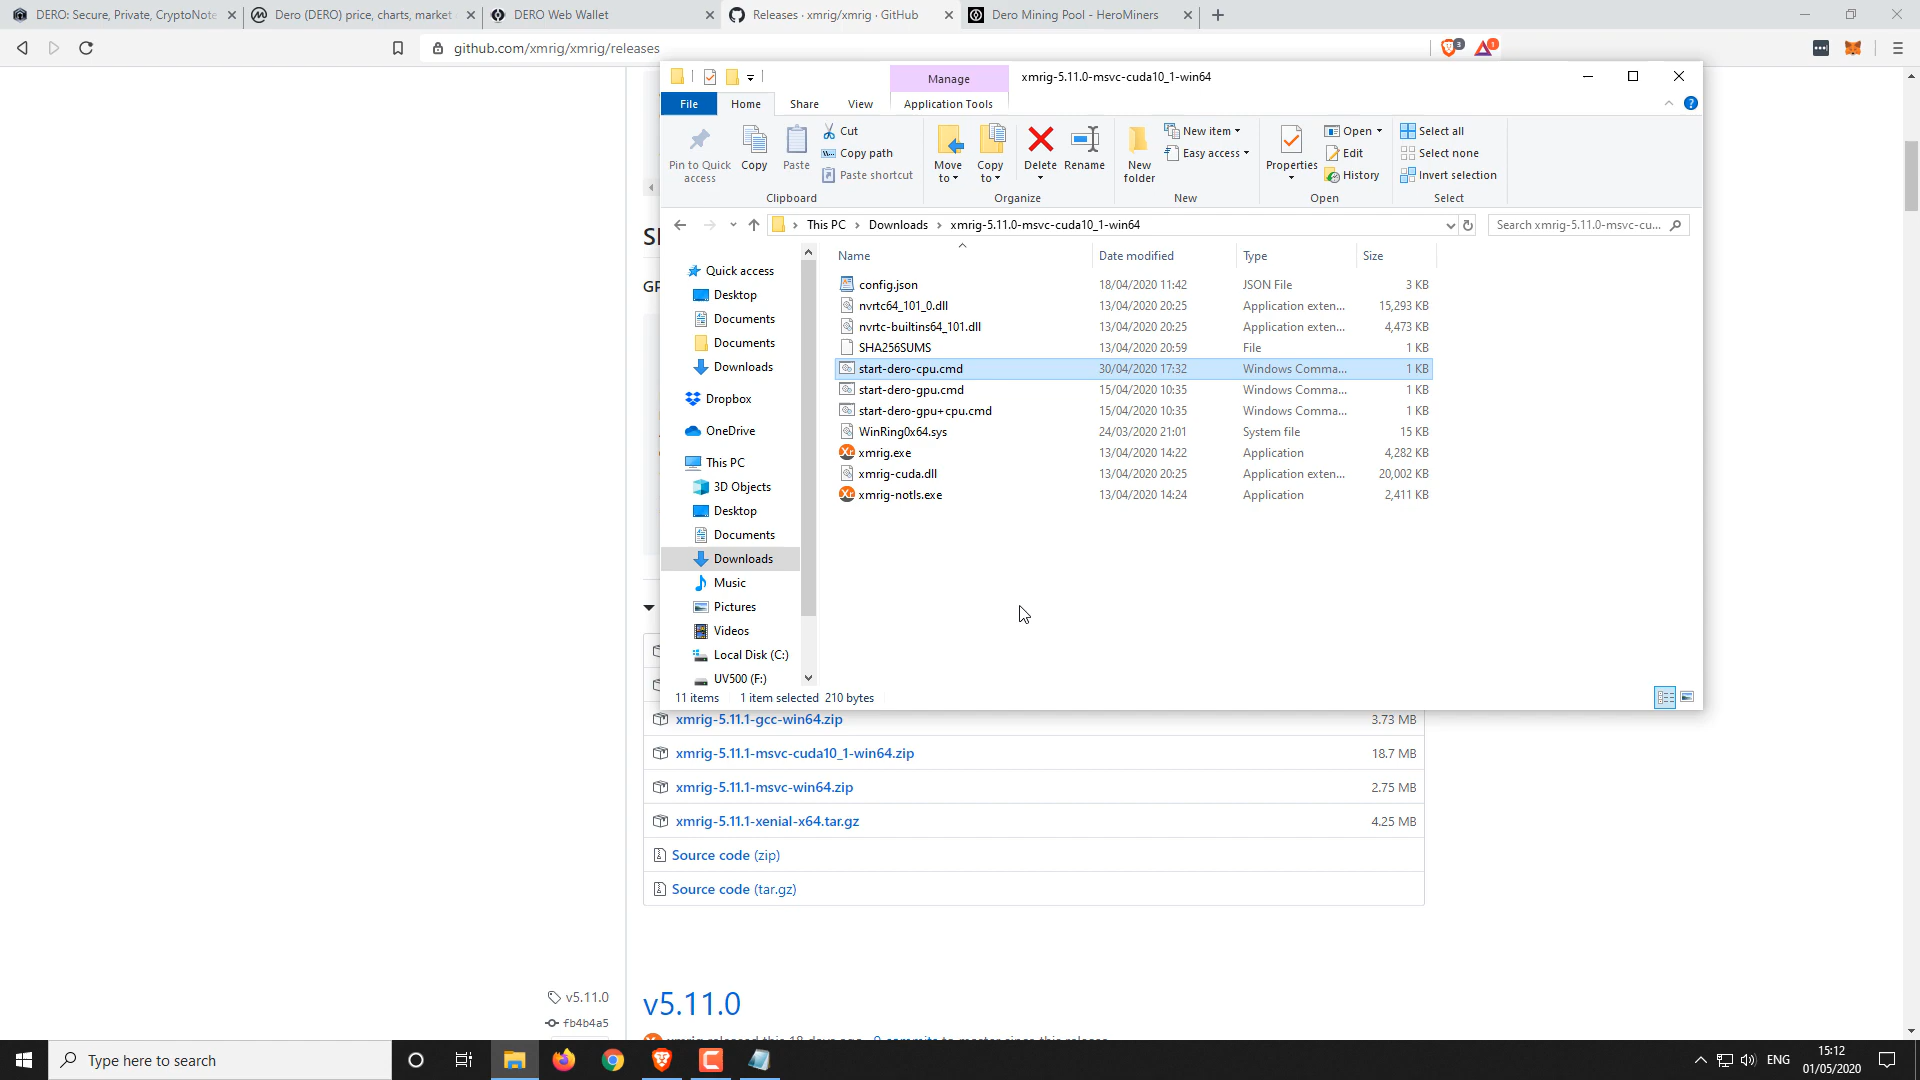 DERO: Secure, Private, CryptoNote
Dero (DERO) price, charts, market
DERO Web Wallet
Releases · xmrig/xmrig · GitHub
Dero Mining Pool - HeroMiners
github.com/xmrig/xmrig/releases
3
1
Manage
xmrig-5.11.0-msvc-cuda10_1-win64
File
Home
Share
View
Application Tools
Pin to Quick access
Copy
Paste
Cut
Copy path
Paste shortcut
Move to
Copy to
Delete
Rename
New folder
New item
Easy access
Properties
Open
Edit
History
Select all
Select none
Invert selection
Clipboard
Organize
New
Open
Select
This PC
Downloads
xmrig-5.11.0-msvc-cuda10_1-win64
Search xmrig-5.11.0-msvc-cu...
Quick access
Desktop
Documents
Documents
Downloads
Dropbox
OneDrive
This PC
3D Objects
Desktop
Documents
Downloads
Music
Pictures
Videos
Local Disk (C:)
UV500 (F:)
Name Date modified Type Size
config.json 18/04/2020 11:42 JSON File 3 KB
nvrtc64_101_0.dll 13/04/2020 20:25 Application exten... 15,293 KB
nvrtc-builtins64_101.dll 13/04/2020 20:25 Application exten... 4,473 KB
SHA256SUMS 13/04/2020 20:59 File 1 KB
start-dero-cpu.cmd 30/04/2020 17:32 Windows Comma... 1 KB
start-dero-gpu.cmd 15/04/2020 10:35 Windows Comma... 1 KB
start-dero-gpu+cpu.cmd 15/04/2020 10:35 Windows Comma... 1 KB
WinRing0x64.sys 24/03/2020 21:01 System file 15 KB
xmrig.exe 13/04/2020 14:22 Application 4,282 KB
xmrig-cuda.dll 13/04/2020 20:25 Application exten... 20,002 KB
xmrig-notls.exe 13/04/2020 14:24 Application 2,411 KB
11 items 1 item selected 210 bytes
xmrig-5.11.1-gcc-win64.zip 3.73 MB
xmrig-5.11.1-msvc-cuda10_1-win64.zip 18.7 MB
xmrig-5.11.1-msvc-win64.zip 2.75 MB
xmrig-5.11.1-xenial-x64.tar.gz 4.25 MB
Source code (zip)
Source code (tar.gz)
v5.11.0
fb4b4a5
v5.11.0
Type here to search
ENG
15:12
01/05/2020